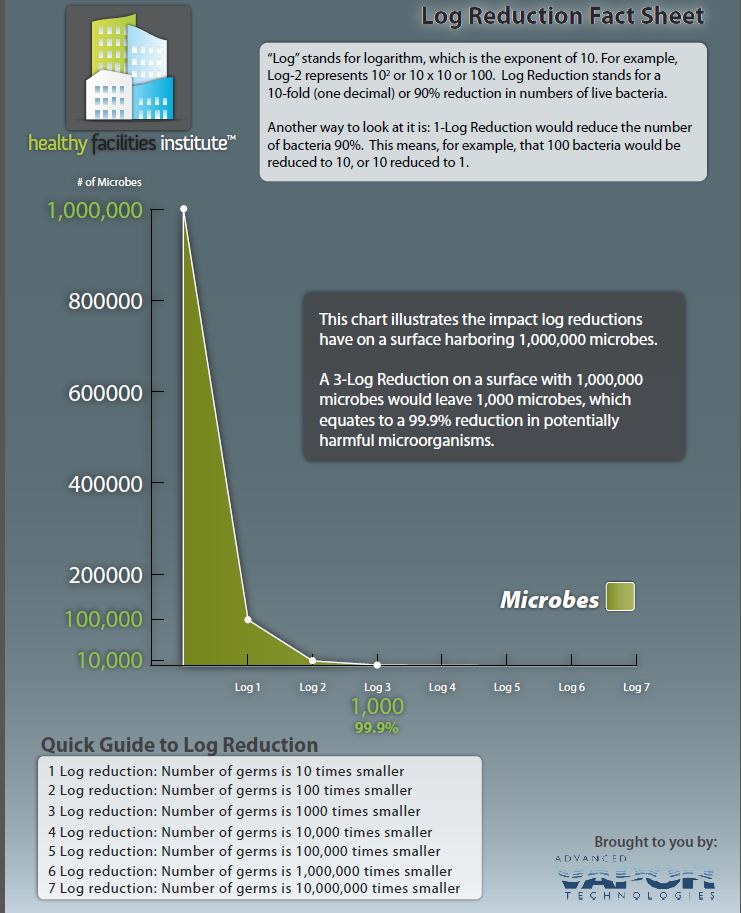 Log Reduction Fact Sheet
"Log" stands for logarithm, which is the exponent of 10. For example,
Log-2 represents 10² or 10 x 10 or 100. Log Reduction stands for a
10-fold (one decimal) or 90% reduction in numbers of live bacteria.
Another way to look at it is: 1-Log Reduction would reduce the number
of bacteria 90%. This means, for example, that 100 bacteria would be
reduced to 10, or 10 reduced to 1.
healthy facilities institute™
# of Microbes
1,000,000
800000
600000
400000
200000
100,000
10,000
This chart illustrates the impact log reductions
have on a surface harboring 1,000,000 microbes.
A 3-Log Reduction on a surface with 1,000,000
microbes would leave 1,000 microbes, which
equates to a 99.9% reduction in potentially
harmful microorganisms.
Microbes
Log 1 Log 2 Log 3 Log 4 Log 5 Log 6 Log 7
1,000
99.9%
Quick Guide to Log Reduction
1 Log reduction: Number of germs is 10 times smaller
2 Log reduction: Number of germs is 100 times smaller
3 Log reduction: Number of germs is 1000 times smaller
4 Log reduction: Number of germs is 10,000 times smaller
5 Log reduction: Number of germs is 100,000 times smaller
6 Log reduction: Number of germs is 1,000,000 times smaller
7 Log reduction: Number of germs is 10,000,000 times smaller
Brought to you by:
ADVANCED
VAPOR
TECHNOLOGIES